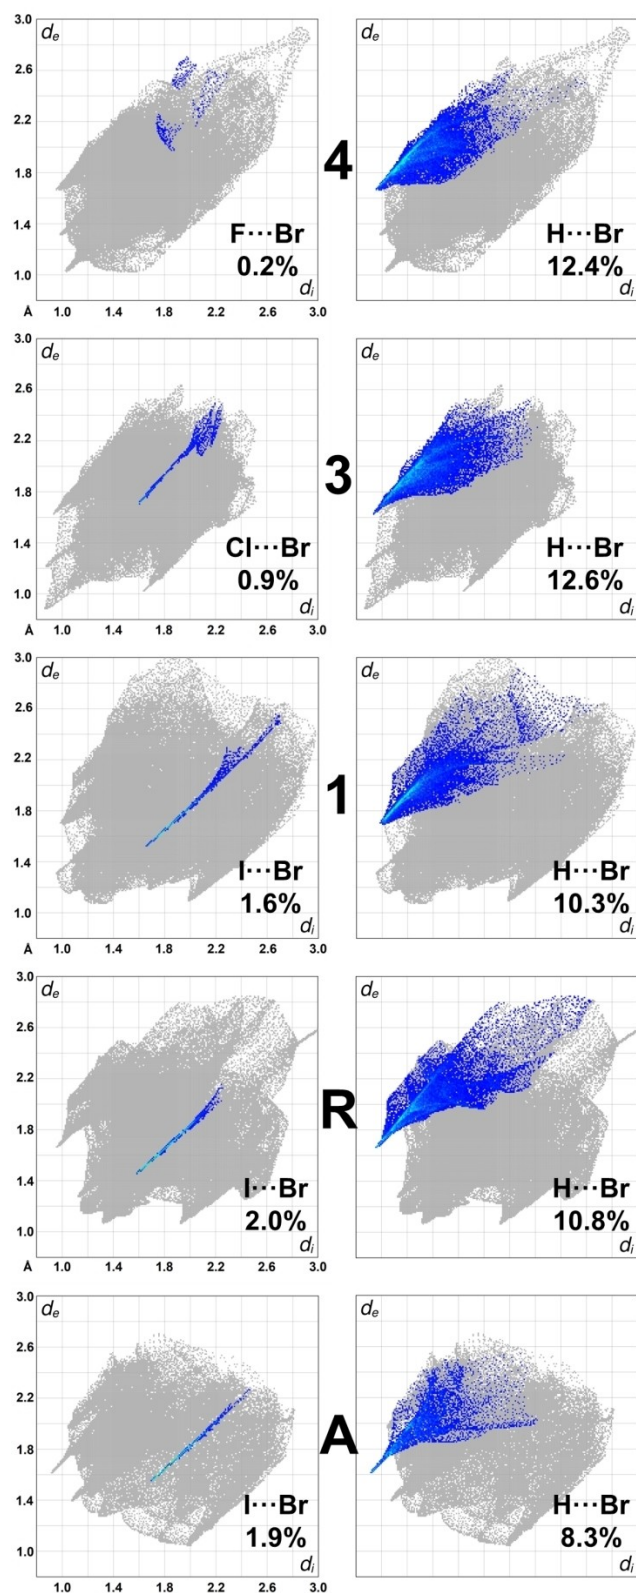 3.0
de
de
2.6
2.2
1.8
4
1.4
F···Br
H···Br
1.0
0.2%
12.4%
di
di
Å
1.0
1.4
1.8
2.2
2.6
3.0
3.0
de
de
2.6
2.2
1.8
3
1.4
Cl···Br
H···Br
1.0
0.9%
12.6%
di
di
Å
1.0
1.4
1.8
2.2
2.6
3.0
3.0
de
de
2.6
2.2
1.8
1
1.4
I···Br
H···Br
1.0
1.6%
10.3%
di
di
Å
1.0
1.4
1.8
2.2
2.6
3.0
3.0
de
de
2.6
2.2
1.8
R
1.4
I···Br
H···Br
1.0
2.0%
10.8%
di
di
Å
1.0
1.4
1.8
2.2
2.6
3.0
3.0
de
de
2.6
2.2
1.8
A
1.4
I···Br
H···Br
1.0
1.9%
8.3%
di
di
Å
1.0
1.4
1.8
2.2
2.6
3.0